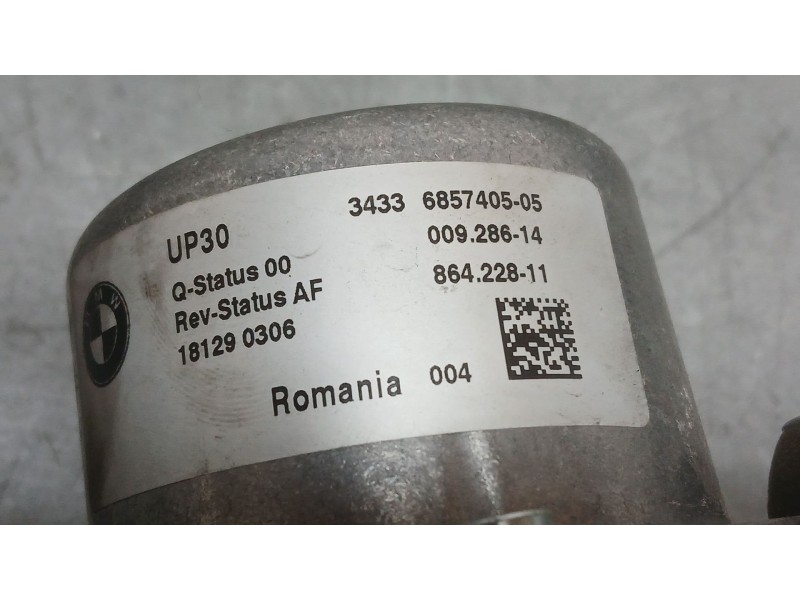 UP30
3433 6857405-05
009.286-14
Q-Status 00
864.228-11
Rev-Status AF
18129 0306
Romania 004
BMW